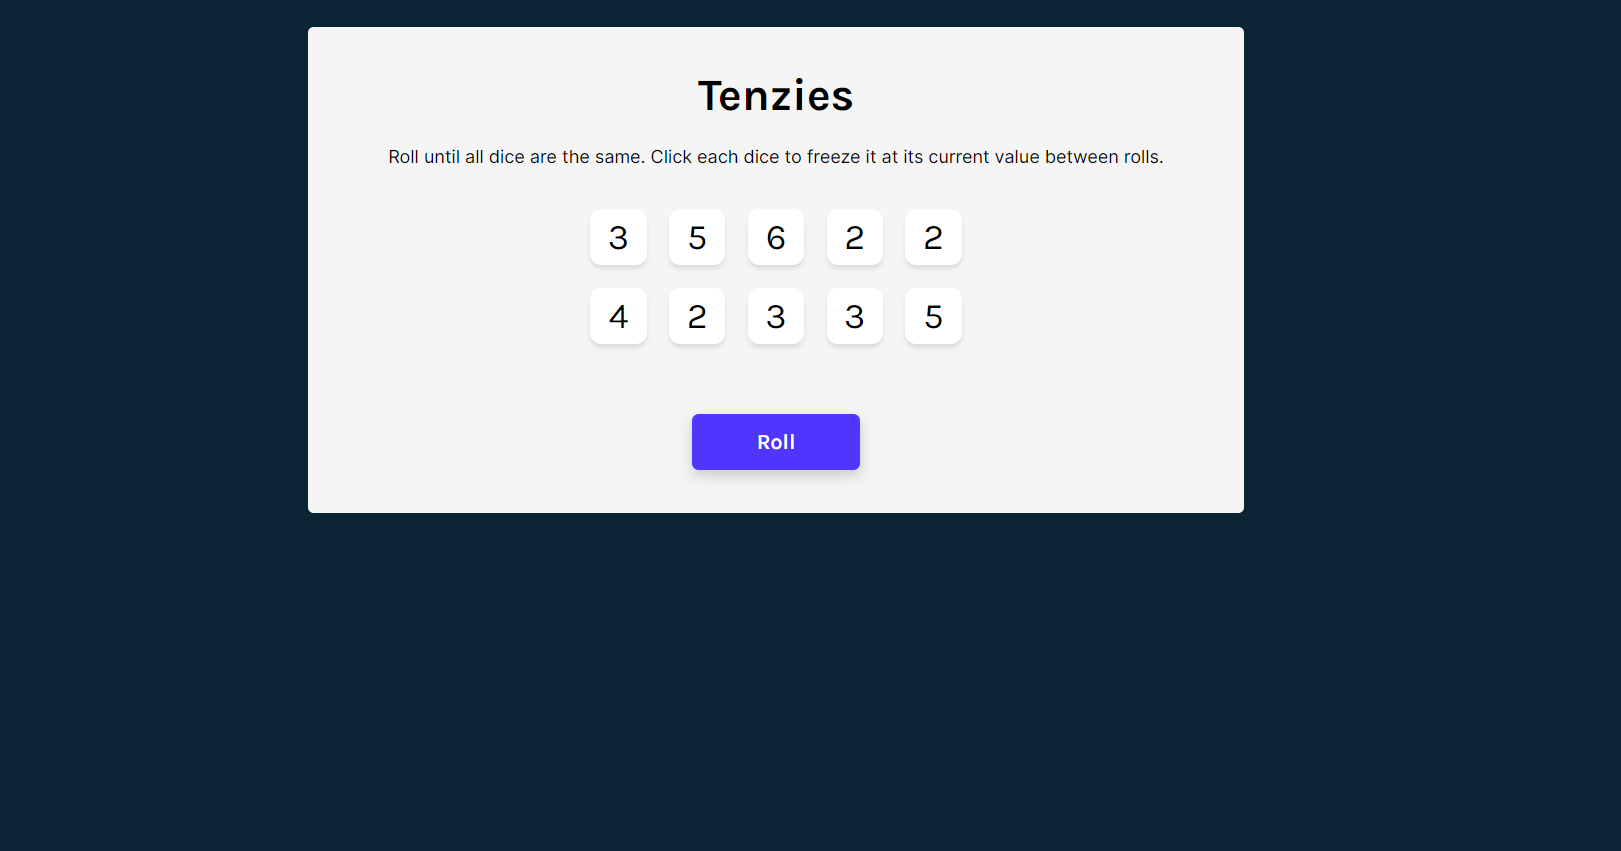 Tenzies
Roll until all dice are the same. Click each dice to freeze it at its current value between rolls.
3 5 6 2 2
4 2 3 3 5
Roll